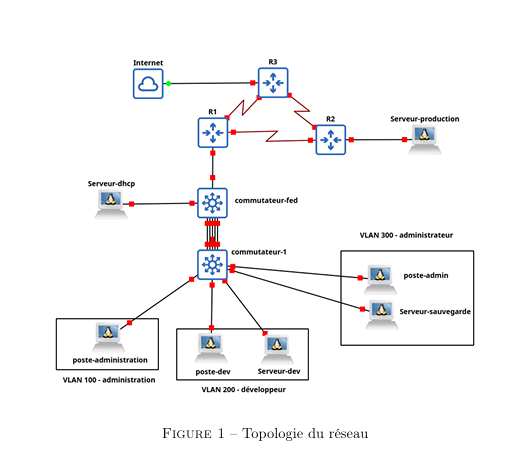 Internet
R3
R1
R2
Serveur-production
Serveur-dhcp
commutateur-fed
VLAN 300 - administrateur
commutateur-1
poste-admin
Serveur-sauvegarde
poste-administration
poste-dev
Serveur-dev
VLAN 100 - administration
VLAN 200 - développeur
FIGURE 1 – Topologie du réseau